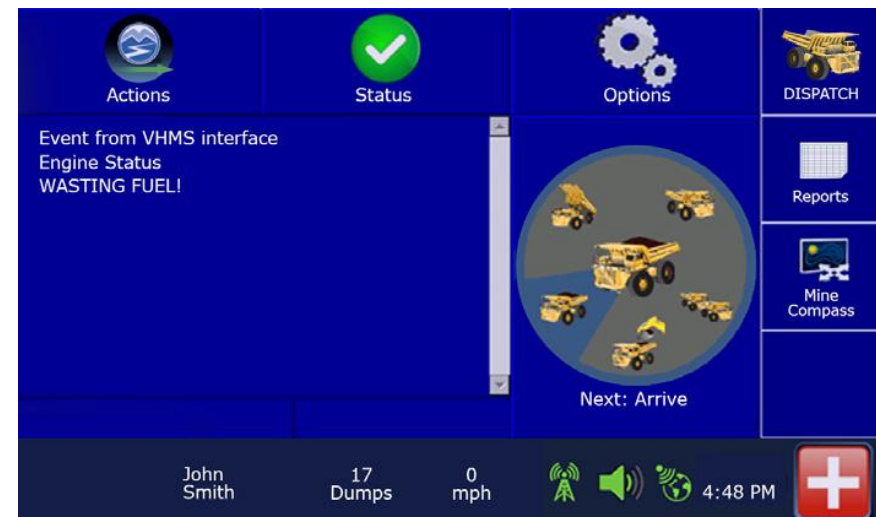 Actions
Status
Options
DISPATCH
Event from VHMS interface
Engine Status
WASTING FUEL!
Reports
Mine
Compass
Next: Arrive
John
Smith
17
Dumps
0
mph
4:48 PM